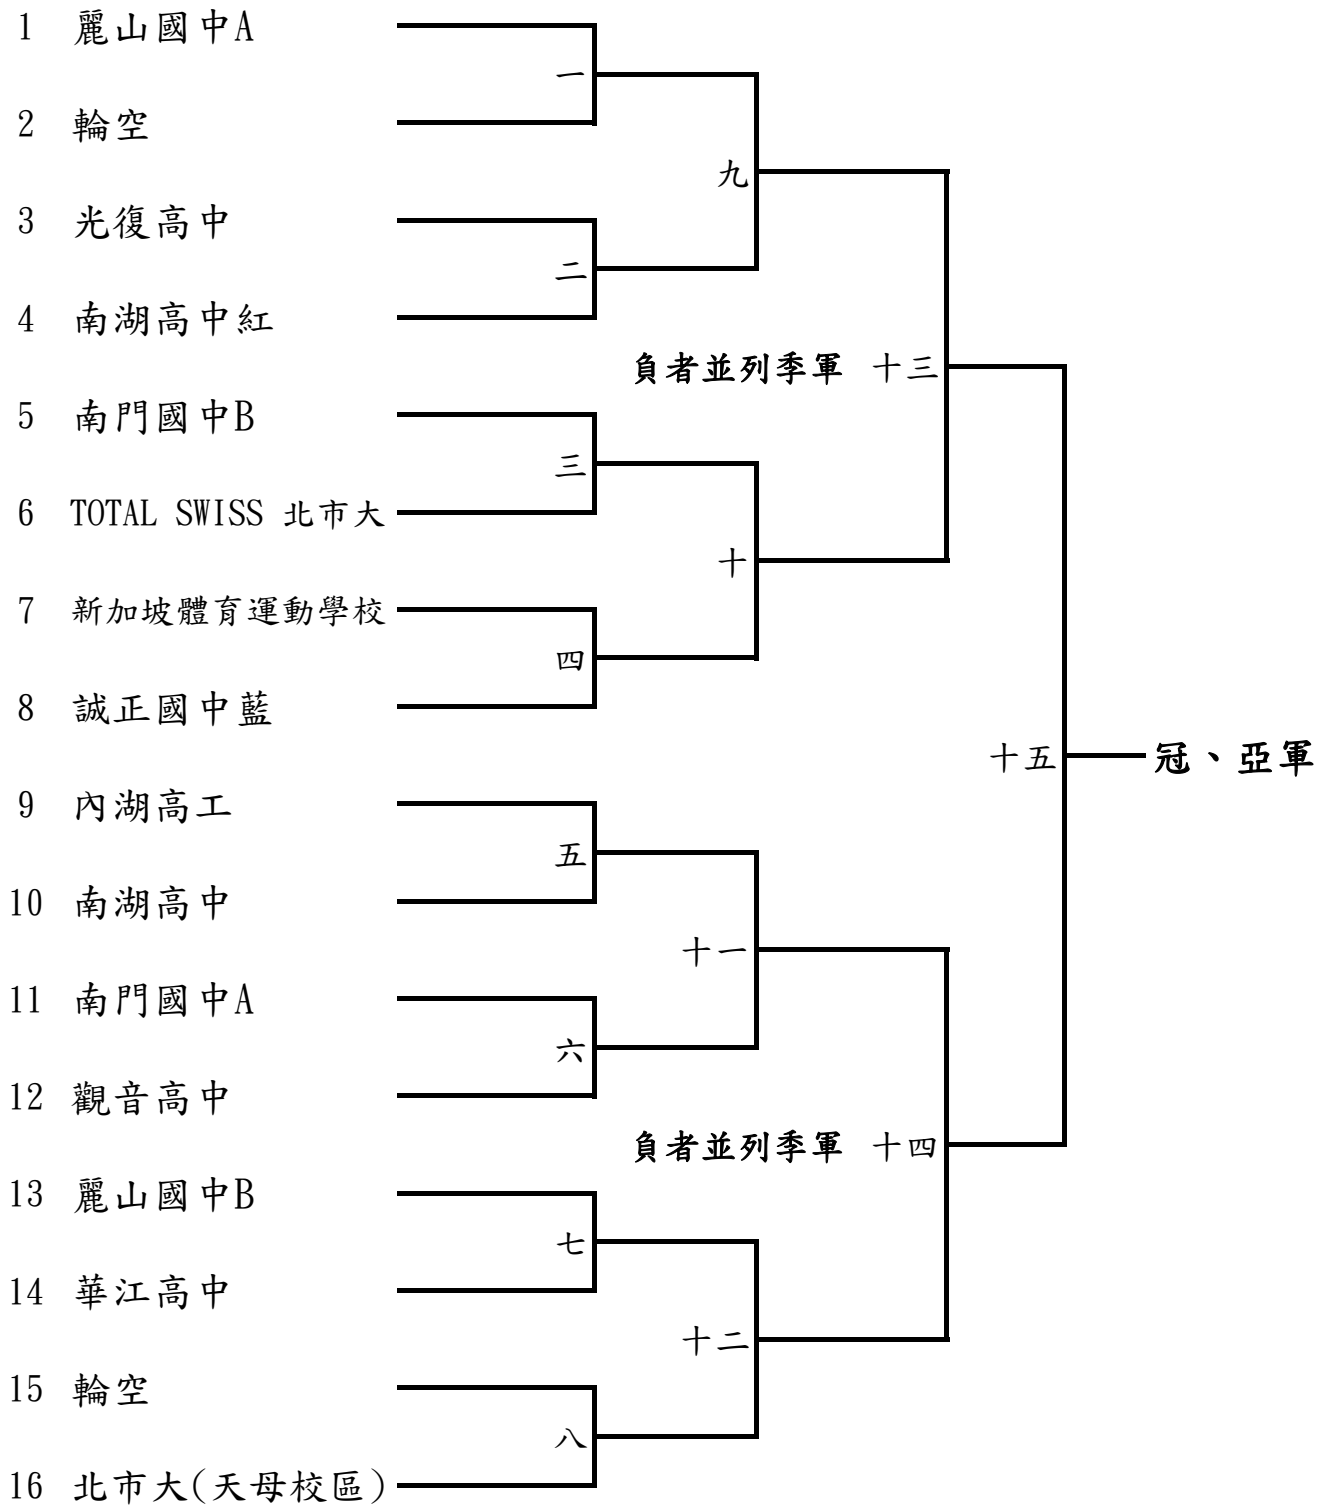 1 麗山國中A
一
2 輪空
九
3 光復高中
二
4 南湖高中紅
負者並列季軍 十三
5 南門國中B
三
6 TOTAL SWISS 北市大
十
7 新加坡體育運動學校
四
8 誠正國中藍
十五 冠、亞軍
9 內湖高工
五
10 南湖高中
十一
11 南門國中A
六
12 觀音高中
負者並列季軍 十四
13 麗山國中B
七
14 華江高中
十二
15 輪空
八
16 北市大(天母校區)